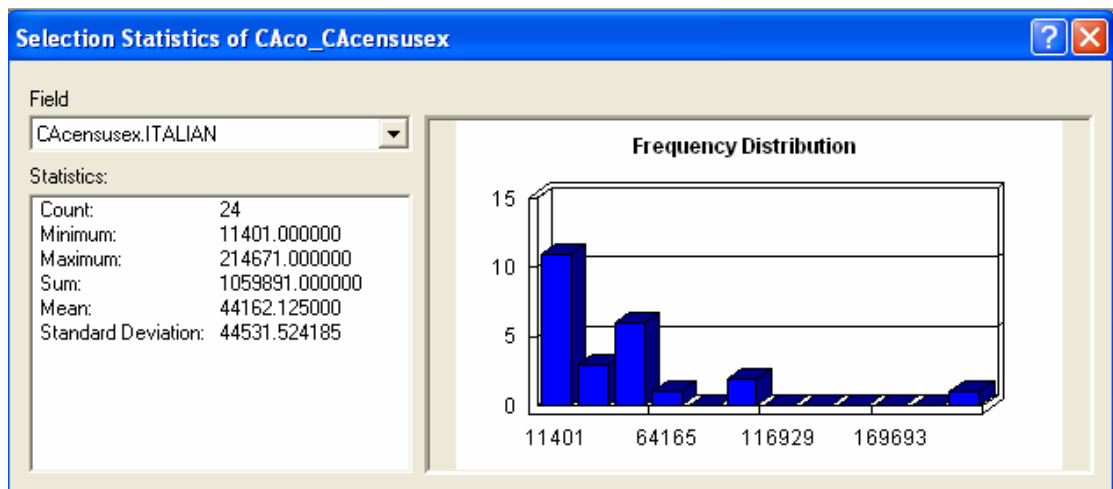 Selection Statistics of CAco_CAcensusex
Field
CAcensusex.ITALIAN
Statistics:
Count: 24
Minimum: 11401.000000
Maximum: 214671.000000
Sum: 1059891.000000
Mean: 44162.125000
Standard Deviation: 44531.524185
Frequency Distribution
15
10
5
0
11401 64165 116929 169693